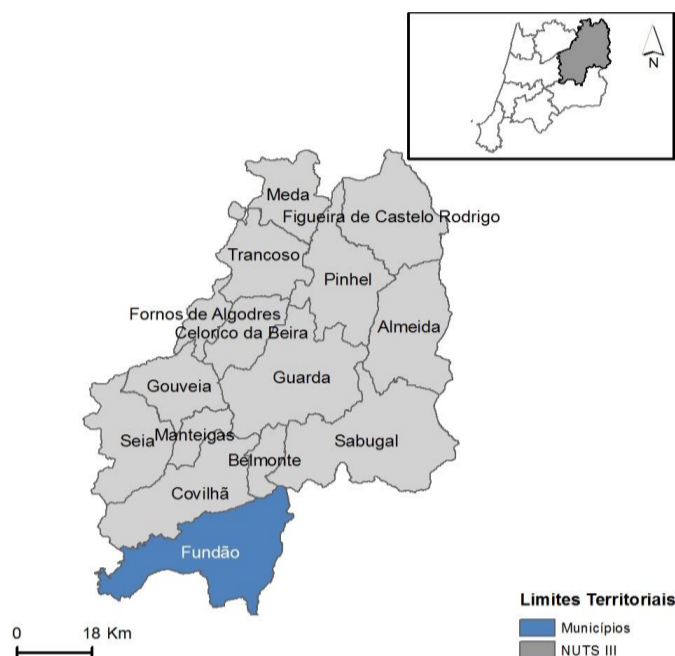 N
Meda
Figueira de Castelo Rodrigo
Trancoso
Pinhel
Fornos de Algodres
Celorico da Beira
Almeida
Gouveia
Guarda
Seia
Manteigas
Belmonte
Sabugal
Covilhã
Fundão
0 18 Km
Limites Territoriais
Municípios
NUTS III